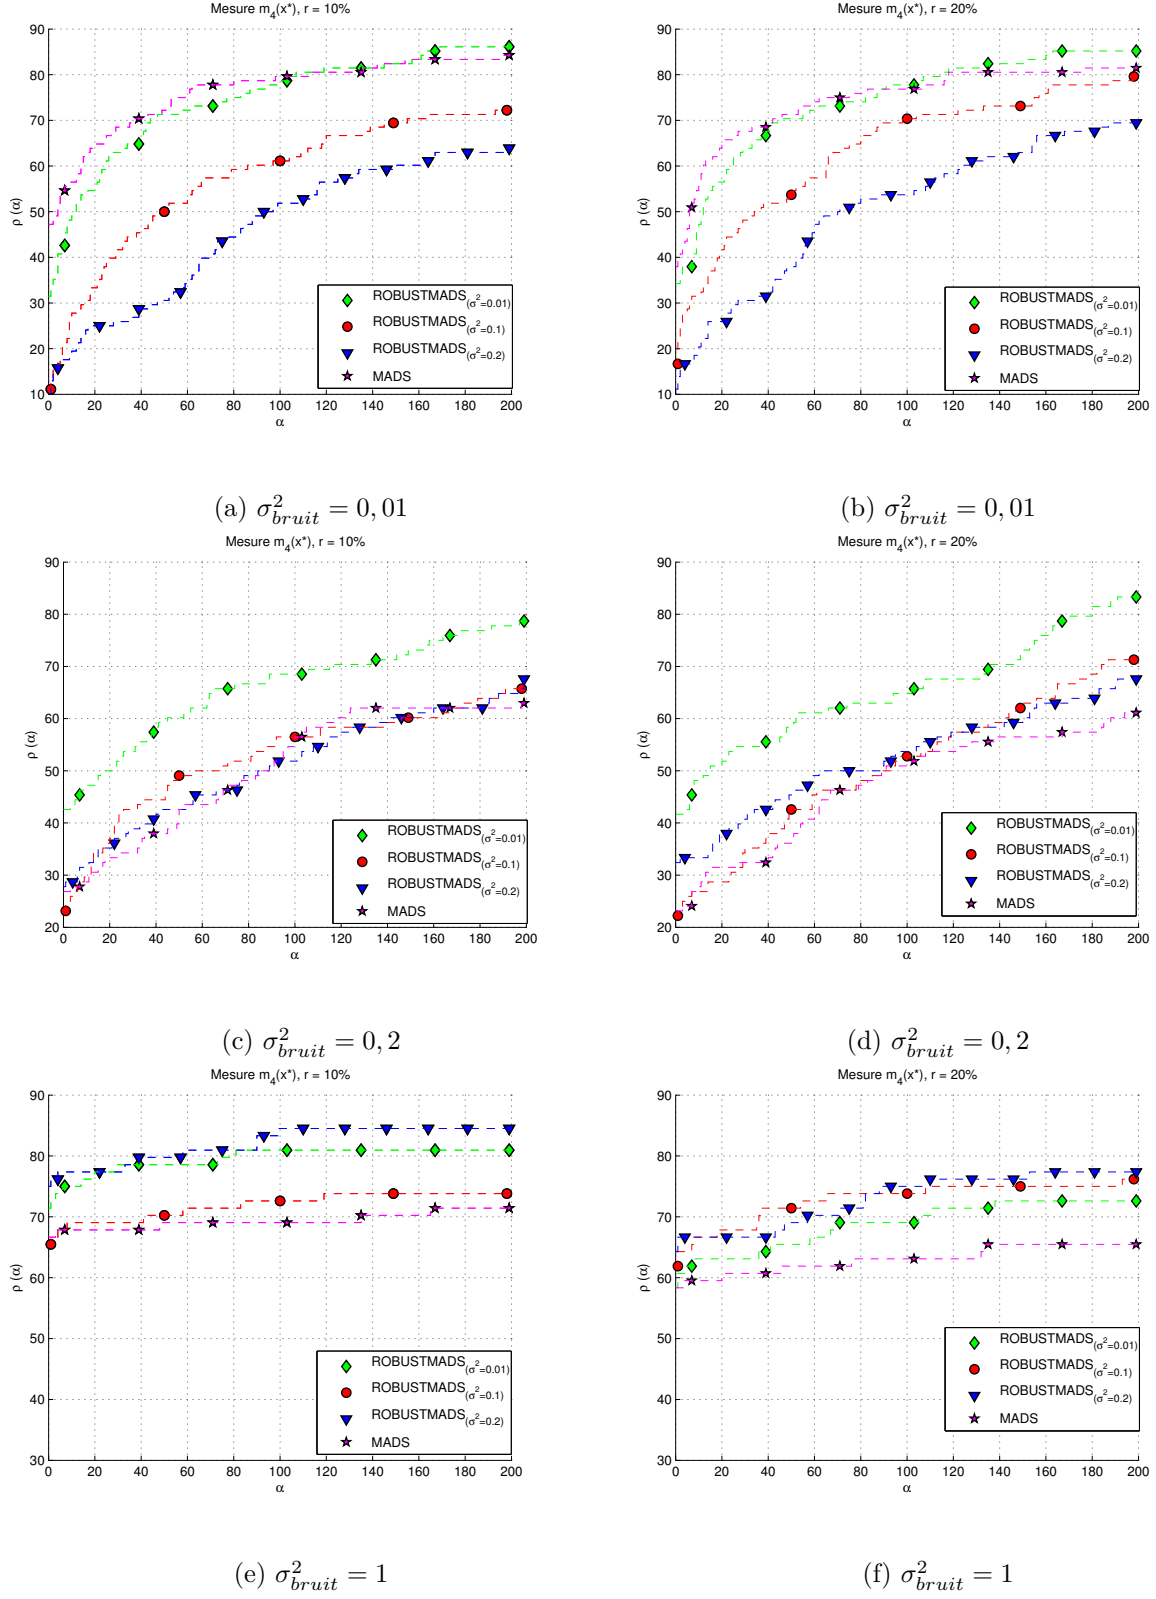 Mesure m4(x*), r = 10%
90
80
70
60
50
40
30
20
10
ρ (α)
0 20 40 60 80 100 120 140 160 180 200
α
ROBUSTMADS(σ²=0.01)
ROBUSTMADS(σ²=0.1)
ROBUSTMADS(σ²=0.2)
MADS
(a) σ²bruit = 0, 01
Mesure m4(x*), r = 20%
90
80
70
60
50
40
30
20
10
ρ (α)
0 20 40 60 80 100 120 140 160 180 200
α
ROBUSTMADS(σ²=0.01)
ROBUSTMADS(σ²=0.1)
ROBUSTMADS(σ²=0.2)
MADS
(b) σ²bruit = 0, 01
Mesure m4(x*), r = 10%
90
80
70
60
50
40
30
20
ρ (α)
0 20 40 60 80 100 120 140 160 180 200
α
ROBUSTMADS(σ²=0.01)
ROBUSTMADS(σ²=0.1)
ROBUSTMADS(σ²=0.2)
MADS
(c) σ²bruit = 0, 2
Mesure m4(x*), r = 20%
90
80
70
60
50
40
30
20
ρ (α)
0 20 40 60 80 100 120 140 160 180 200
α
ROBUSTMADS(σ²=0.01)
ROBUSTMADS(σ²=0.1)
ROBUSTMADS(σ²=0.2)
MADS
(d) σ²bruit = 0, 2
Mesure m4(x*), r = 10%
90
80
70
60
50
40
30
ρ (α)
0 20 40 60 80 100 120 140 160 180 200
α
ROBUSTMADS(σ²=0.01)
ROBUSTMADS(σ²=0.1)
ROBUSTMADS(σ²=0.2)
MADS
(e) σ²bruit = 1
Mesure m4(x*), r = 20%
90
80
70
60
50
40
30
ρ (α)
0 20 40 60 80 100 120 140 160 180 200
α
ROBUSTMADS(σ²=0.01)
ROBUSTMADS(σ²=0.1)
ROBUSTMADS(σ²=0.2)
MADS
(f) σ²bruit = 1